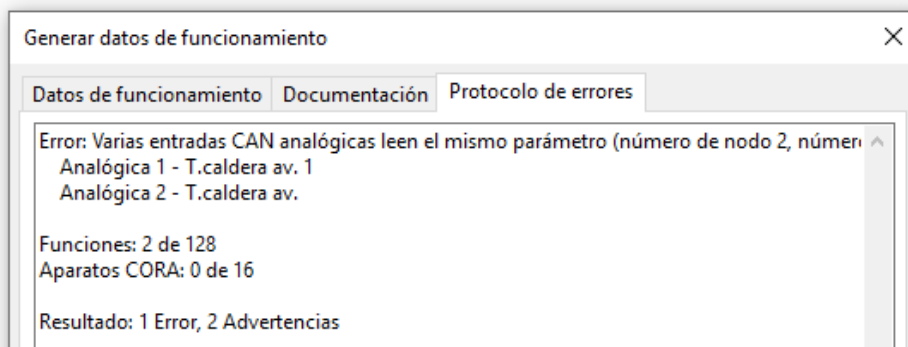 Generar datos de funcionamiento
Datos de funcionamiento Documentación Protocolo de errores
Error: Varias entradas CAN analógicas leen el mismo parámetro (número de nodo 2,
Analógica 1 - T.caldera av. 1
Analógica 2 - T.caldera av.
Funciones: 2 de 128
Aparatos CORA: 0 de 16
Resultado: 1 Error, 2 Advertencias